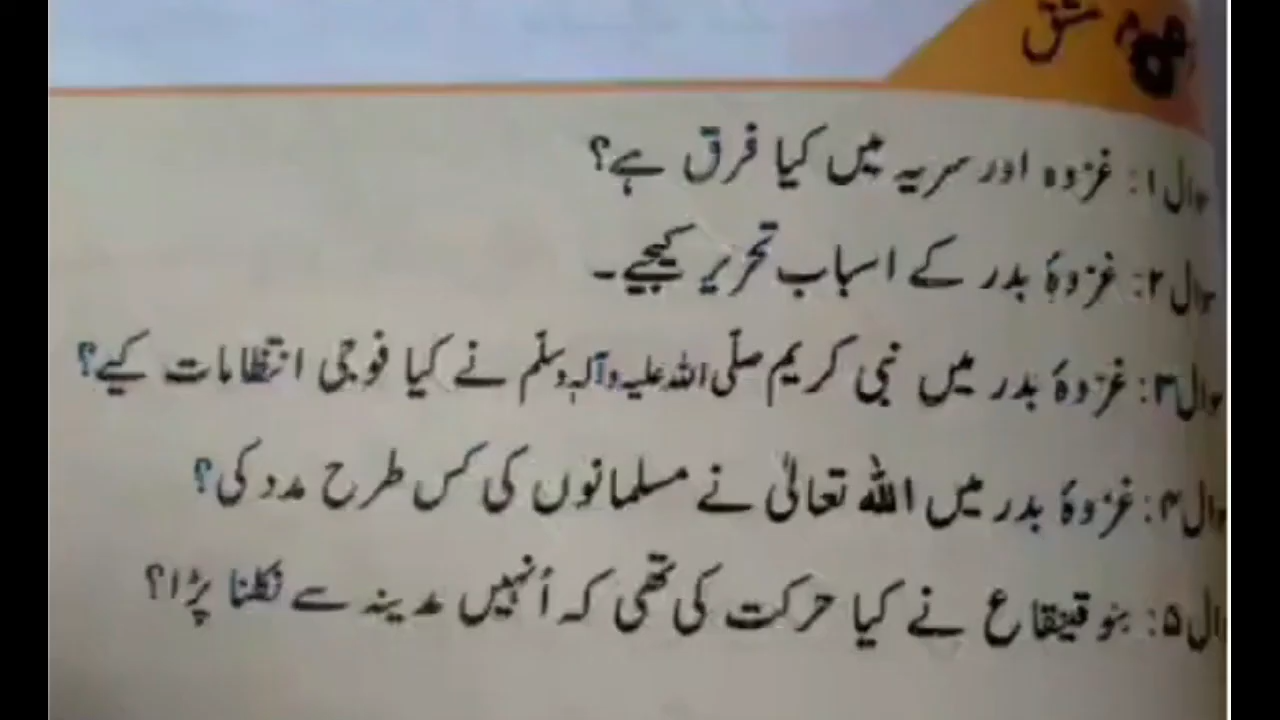 مشق
سوال ۱: غزوہ اور سریہ میں کیا فرق ہے؟
سوال ۲: غزوۂ بدر کے اسباب تحریر کیجیے۔
سوال ۳: غزوۂ بدر میں نبی کریم صلّی اللہ علیہ وآلہٖ وسلّم نے کیا فوجی انتظامات کیے؟
سوال ۴: غزوۂ بدر میں اللہ تعالیٰ نے مسلمانوں کی کس طرح مدد کی؟
سوال ۵: بنو قینقاع نے کیا حرکت کی تھی کہ اُنہیں مدینہ سے نکلنا پڑا؟